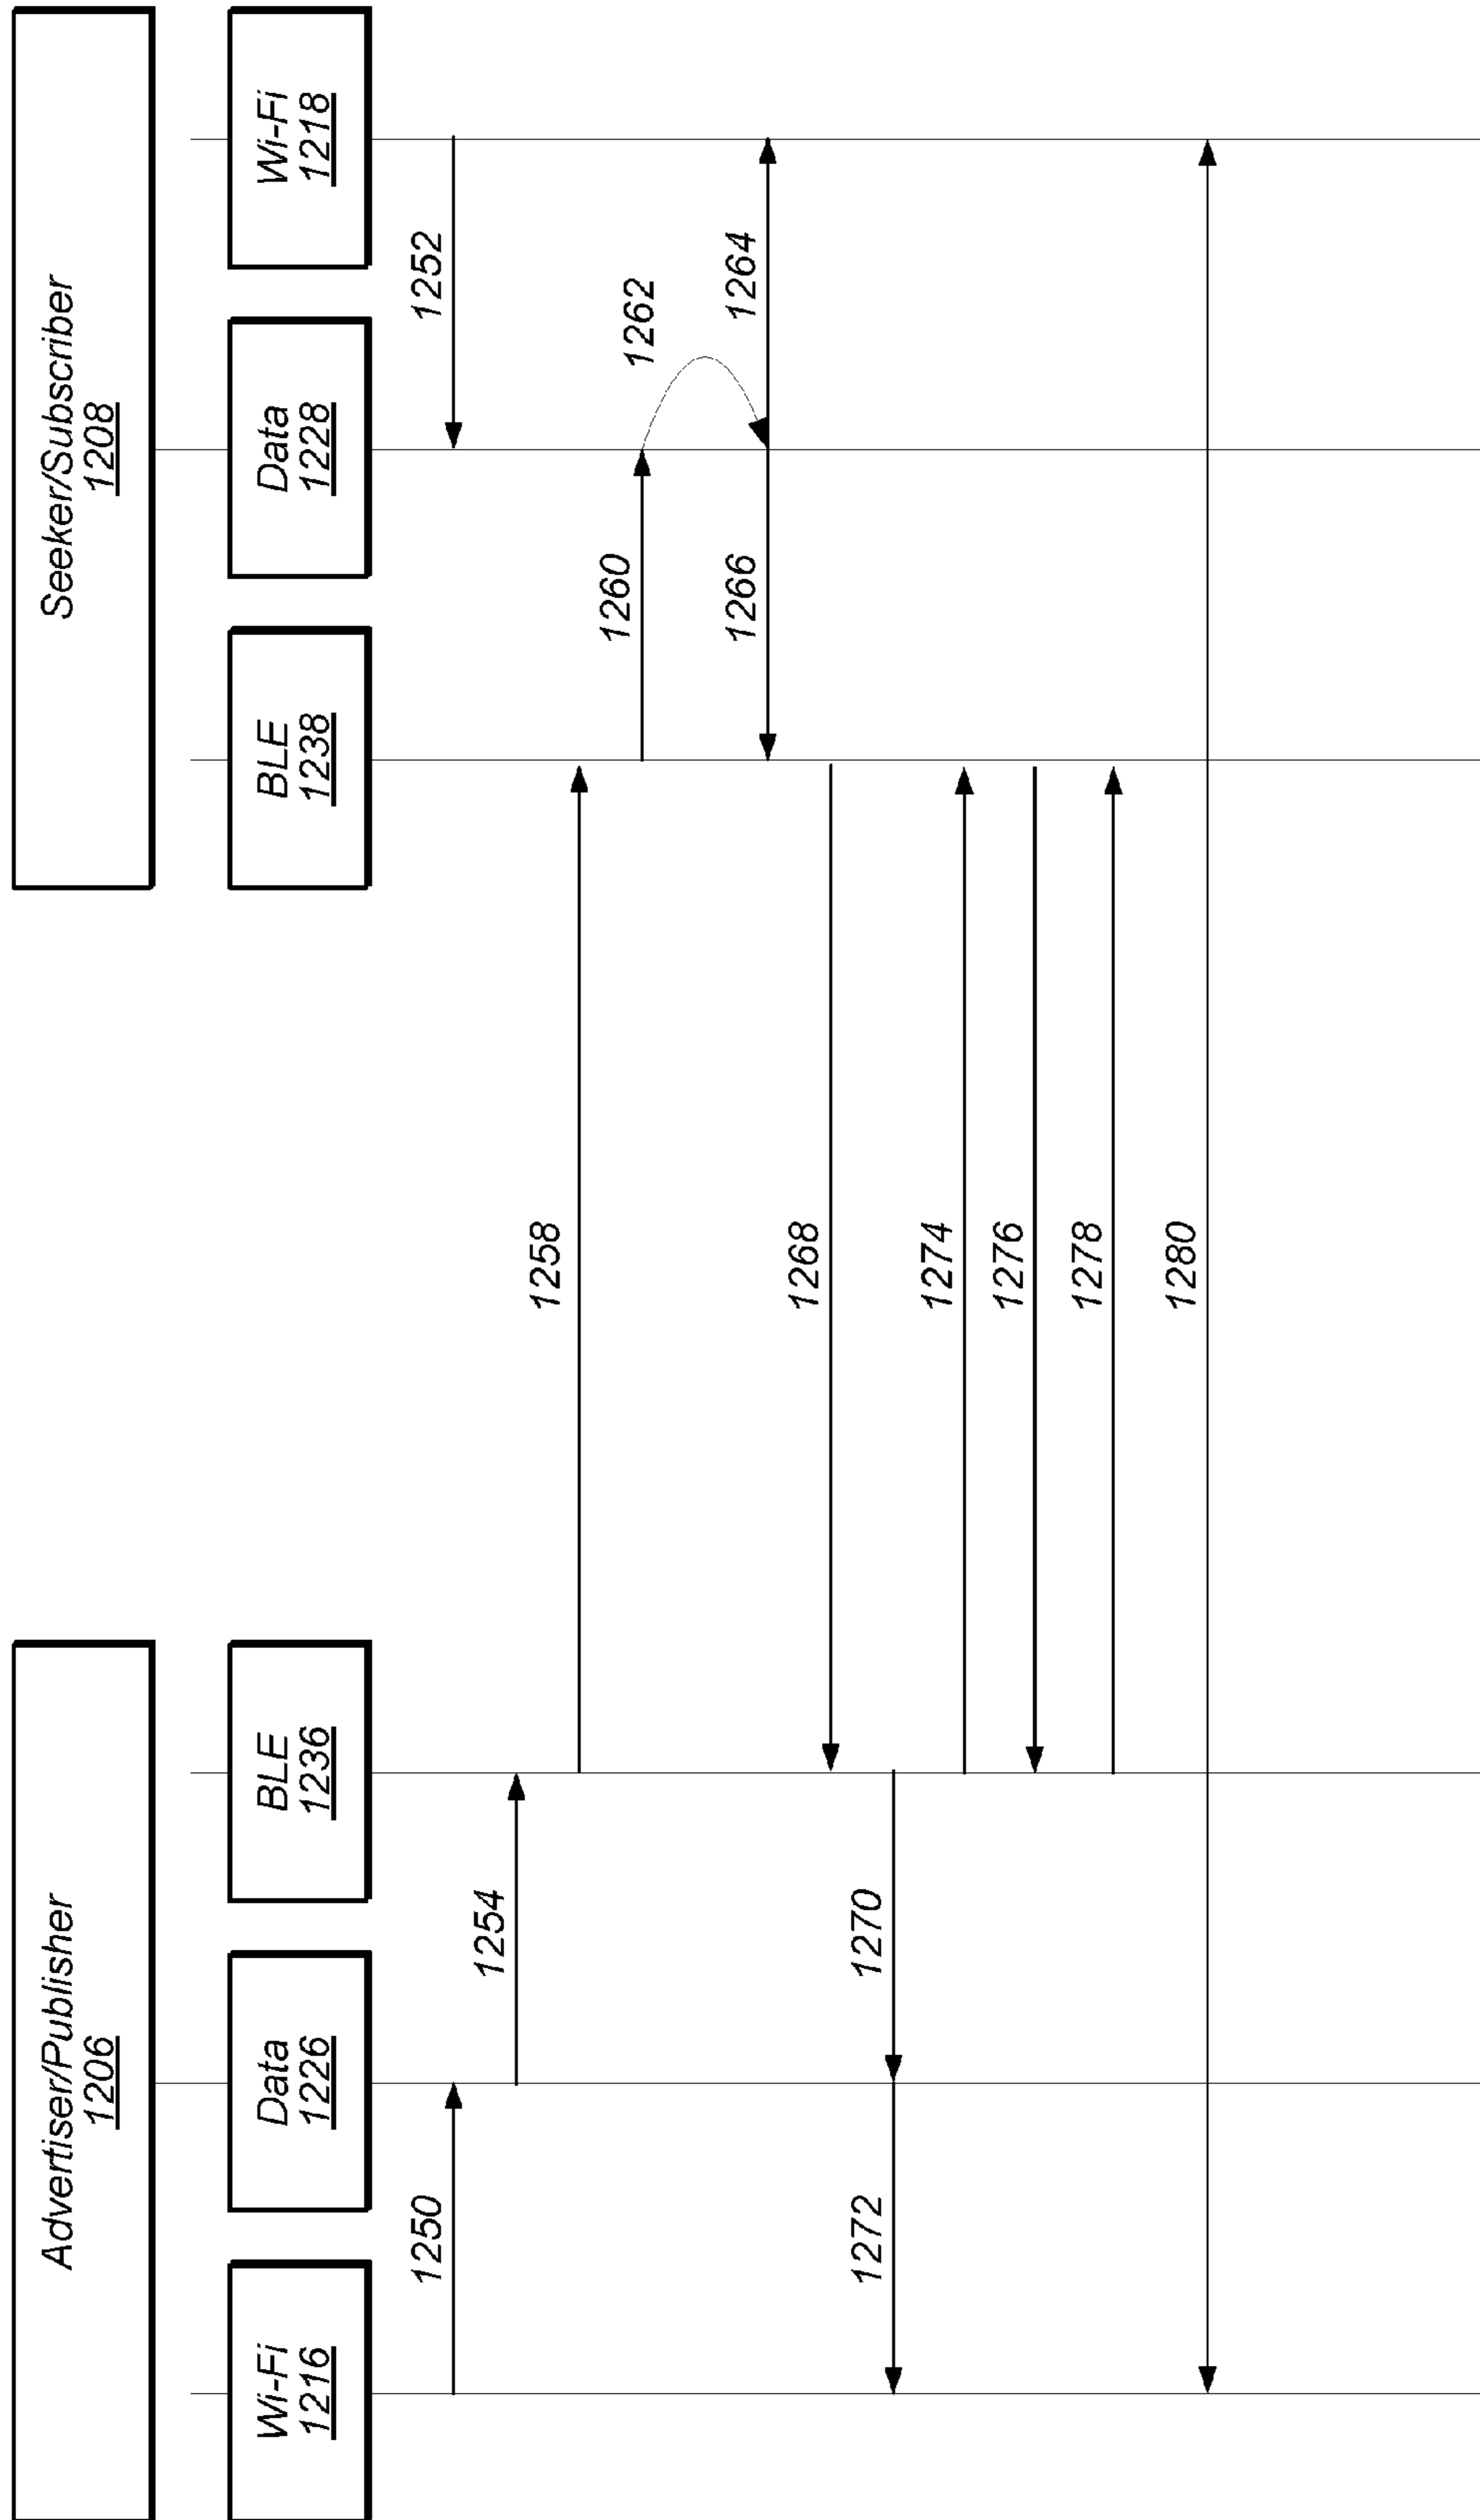 Advertiser/Publisher
1206
Seeker/Subscriber
1208
Wi-Fi
1216
Data
1226
BLE
1236
BLE
1238
Data
1228
Wi-Fi
1218
1250
1252
1254
1258
1260
1262
1266
1264
1268
1272
1270
1274
1276
1278
1280